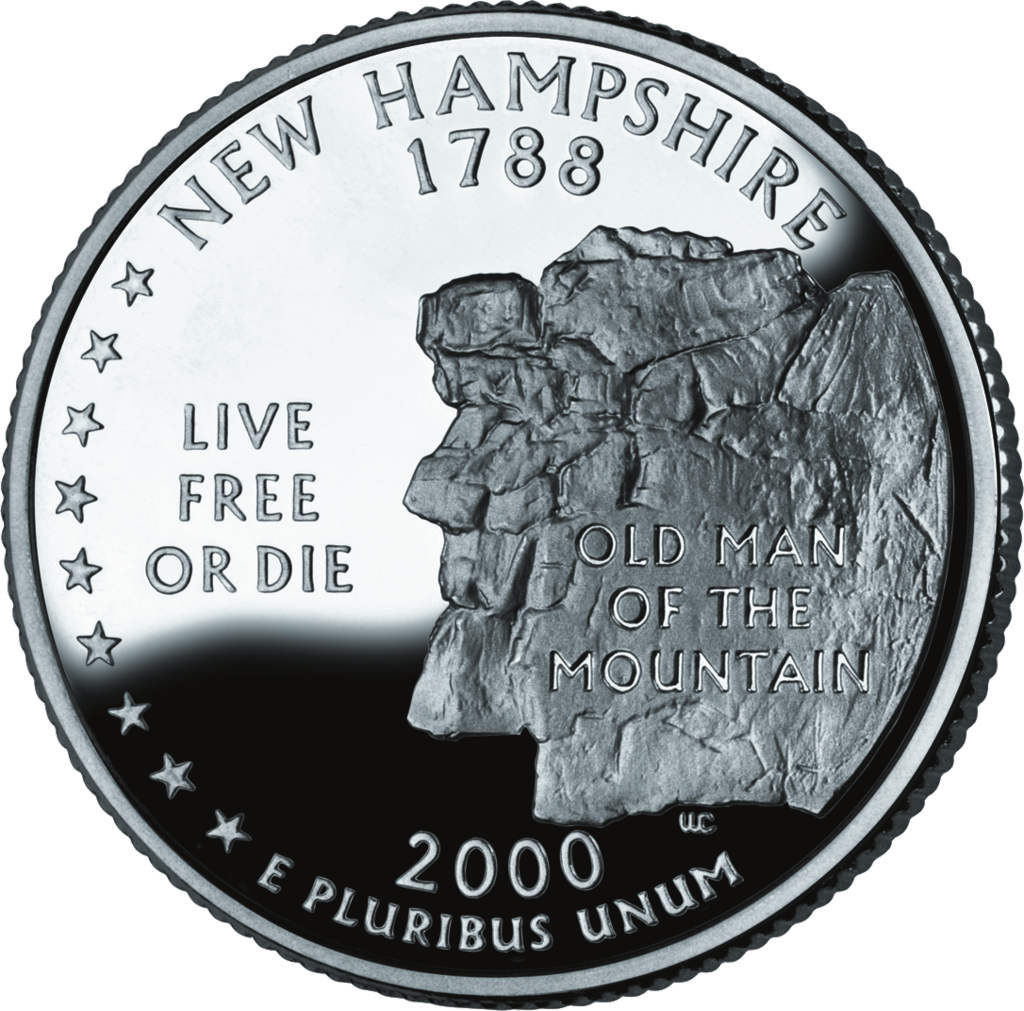 NEW HAMPSHIRE
1788
LIVE
FREE
OR DIE
OLD MAN
OF THE
MOUNTAIN
WC
2000
E PLURIBUS UNUM